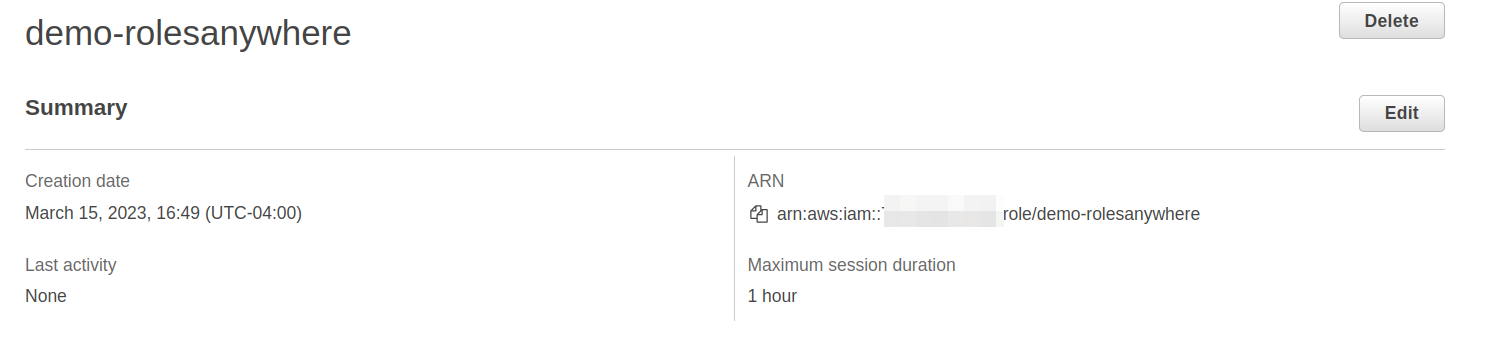 demo-rolesanywhere
Delete
Summary
Edit
Creation date
March 15, 2023, 16:49 (UTC-04:00)
ARN
arn:aws:iam:: role/demo-rolesanywhere
Last activity
None
Maximum session duration
1 hour